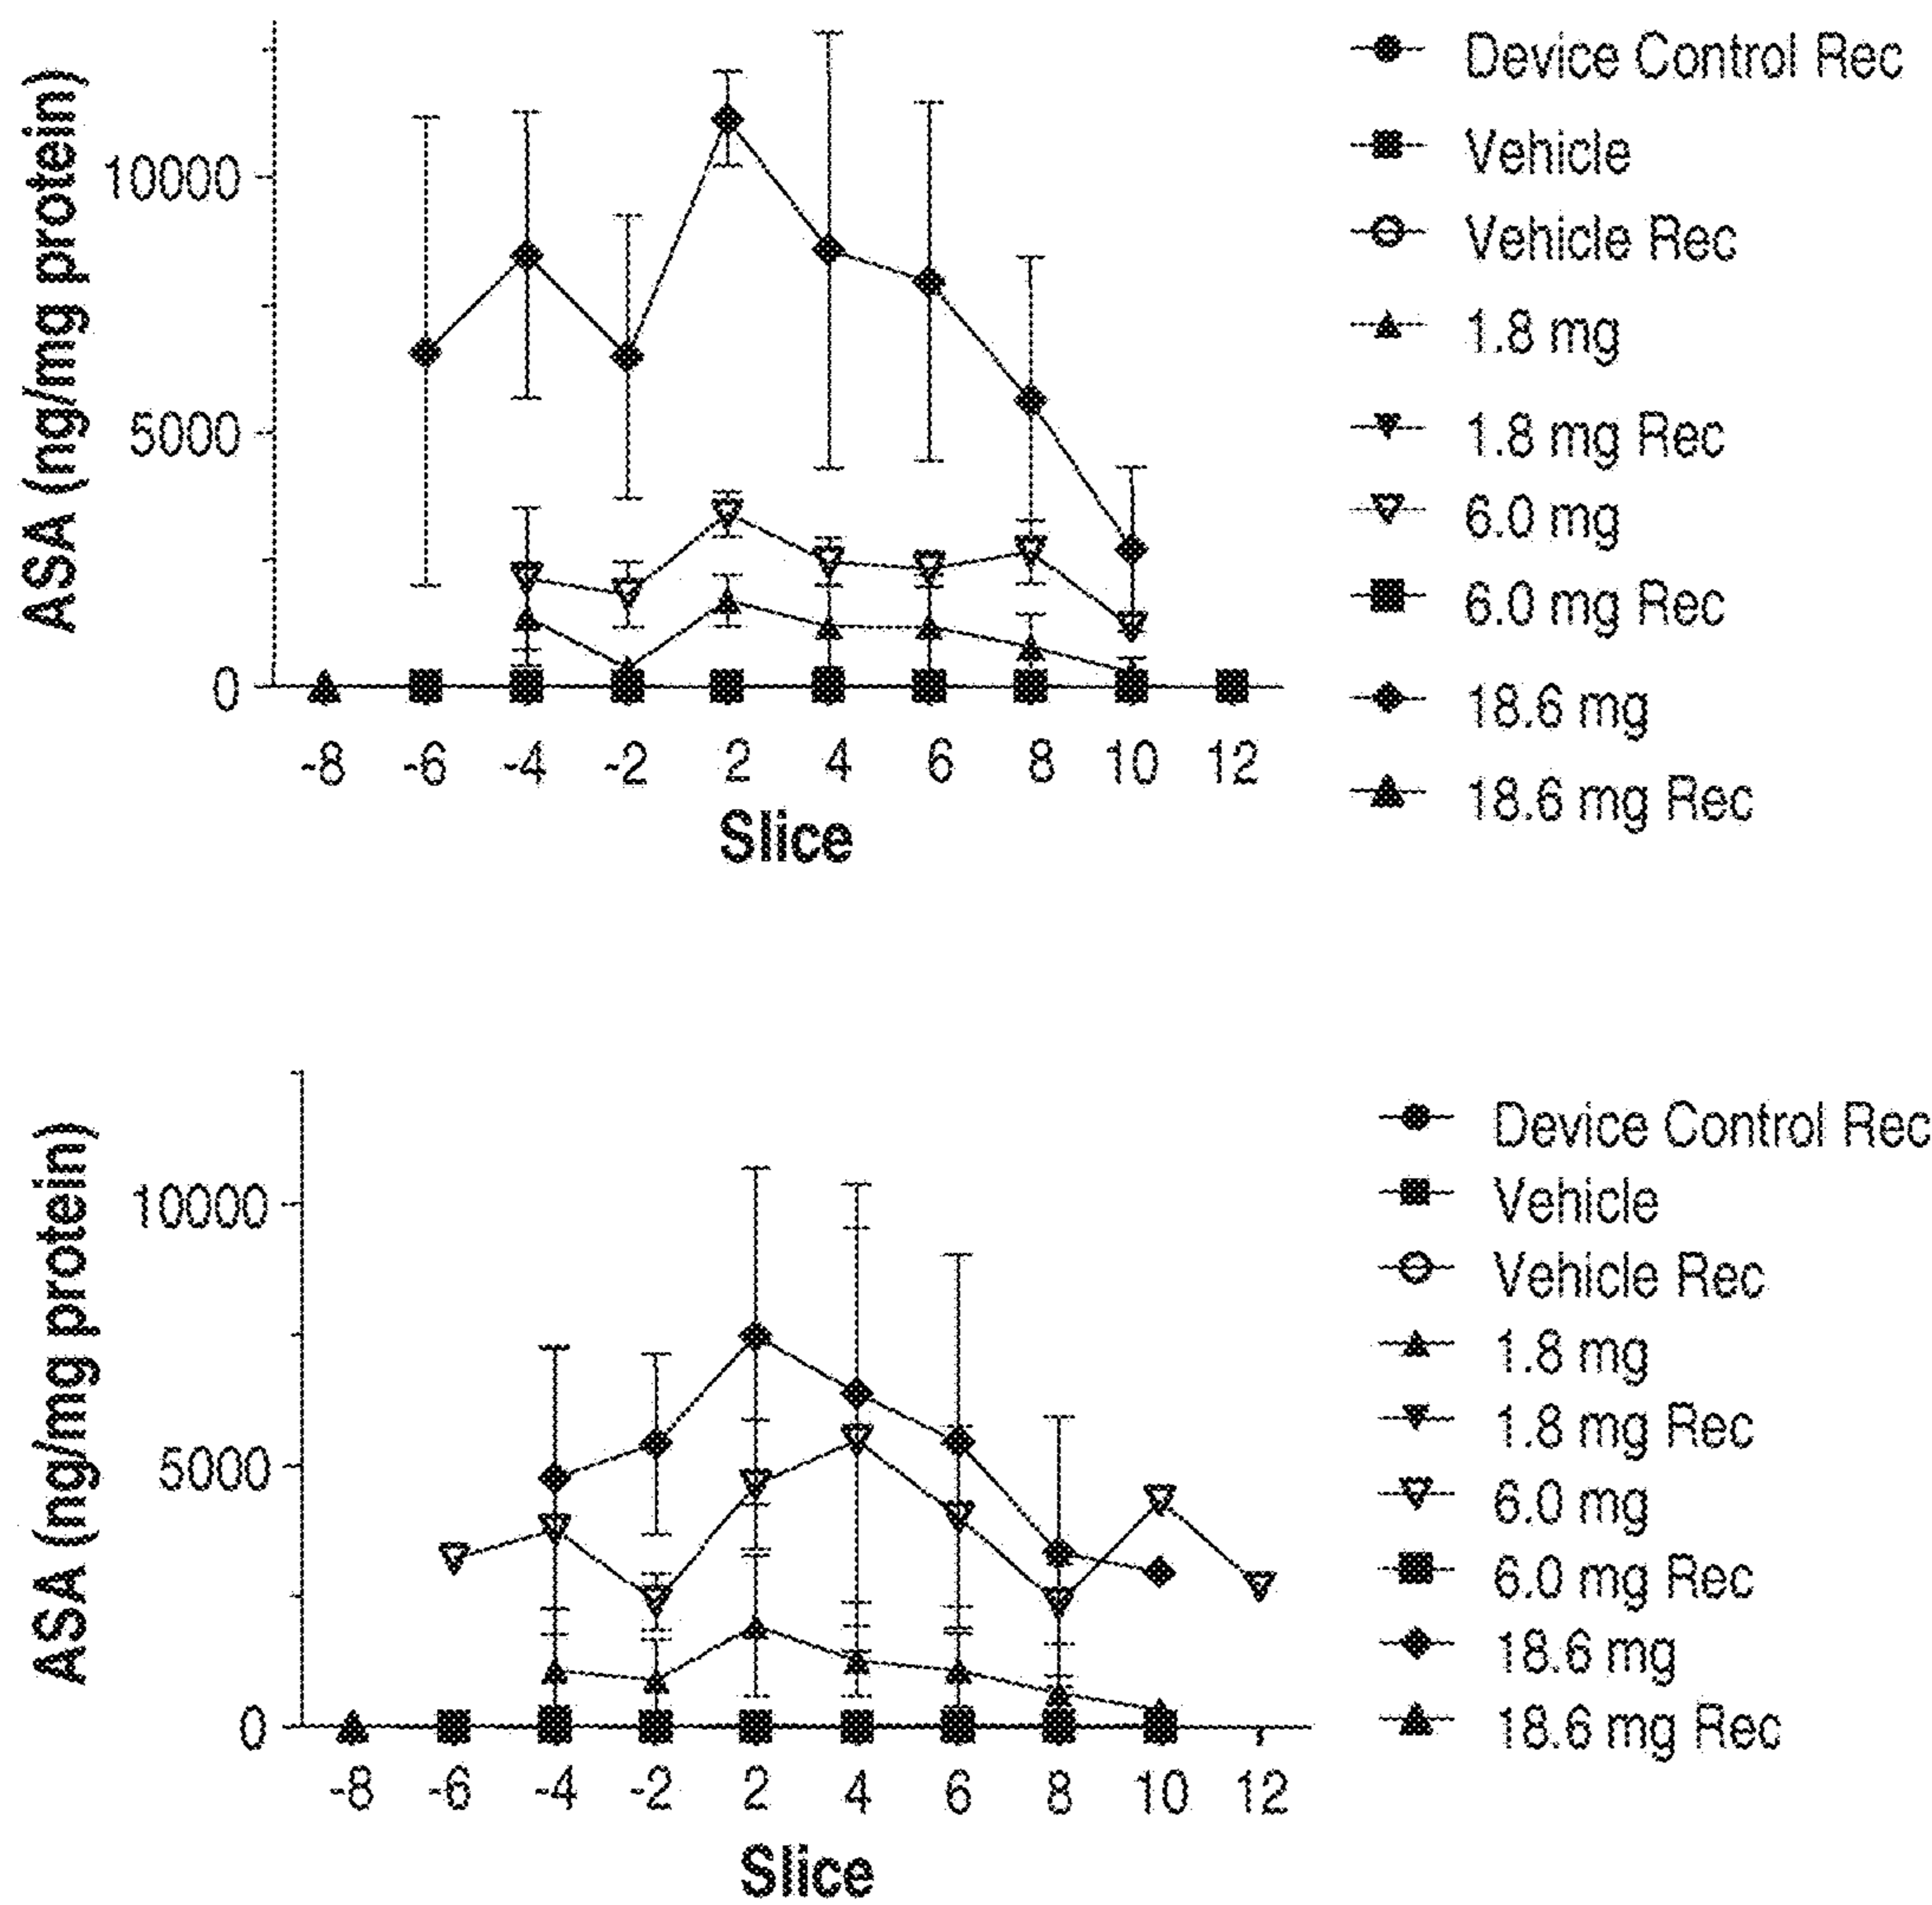 ASA (ng/mg protein)
10000
5000
0
-8 -6 -4 -2 2 4 6 8 10 12
Slice
Device Control Rec
Vehicle
Vehicle Rec
1.8 mg
1.8 mg Rec
6.0 mg
6.0 mg Rec
18.6 mg
18.6 mg Rec
ASA (ng/mg protein)
10000
5000
0
-8 -6 -4 -2 2 4 6 8 10 12
Slice
Device Control Rec
Vehicle
Vehicle Rec
1.8 mg
1.8 mg Rec
6.0 mg
6.0 mg Rec
18.6 mg
18.6 mg Rec